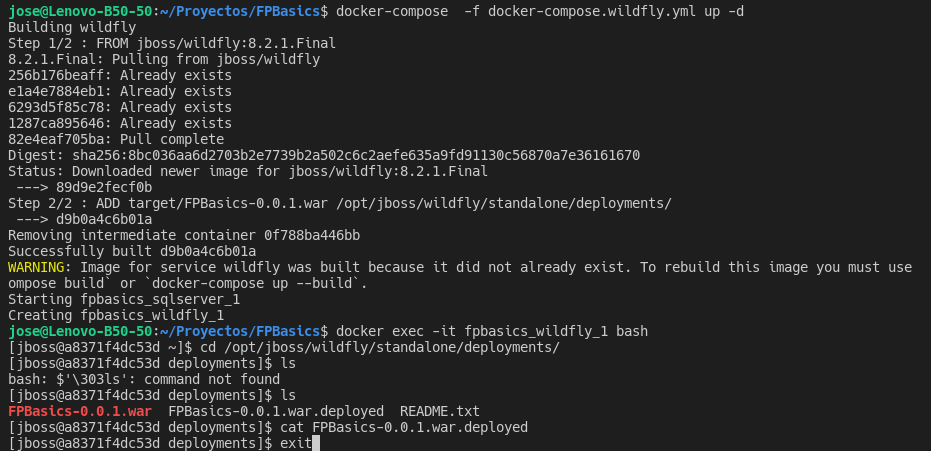 jose@Lenovo-B50-50:~/Proyectos/FPBasics$ docker-compose  -f docker-compose.wildfly.yml up -d
Building wildfly
Step 1/2 : FROM jboss/wildfly:8.2.1.Final
8.2.1.Final: Pulling from jboss/wildfly
256b176beaff: Already exists
e1a4e7884eb1: Already exists
6293d5f85c78: Already exists
1287ca895646: Already exists
82e4eaf705ba: Pull complete
Digest: sha256:8bc036aa6d2703b2e7739b2a502c6c2aefe635a9fd91130c56870a7e36161670
Status: Downloaded newer image for jboss/wildfly:8.2.1.Final
 ---> 89d9e2fecf0b
Step 2/2 : ADD target/FPBasics-0.0.1.war /opt/jboss/wildfly/standalone/deployments/
 ---> d9b0a4c6b01a
Removing intermediate container 0f788ba446bb
Successfully built d9b0a4c6b01a
WARNING: Image for service wildfly was built because it did not already exist. To rebuild this image you must use
ompose build` or `docker-compose up --build`.
Starting fpbasics_sqlserver_1
Creating fpbasics_wildfly_1
jose@Lenovo-B50-50:~/Proyectos/FPBasics$ docker exec -it fpbasics_wildfly_1 bash
[jboss@a8371f4dc53d ~]$ cd /opt/jboss/wildfly/standalone/deployments/
[jboss@a8371f4dc53d deployments]$ ls
bash: $'\303ls': command not found
[jboss@a8371f4dc53d deployments]$ ls
FPBasics-0.0.1.war  FPBasics-0.0.1.war.deployed  README.txt
[jboss@a8371f4dc53d deployments]$ cat FPBasics-0.0.1.war.deployed
[jboss@a8371f4dc53d deployments]$ exit